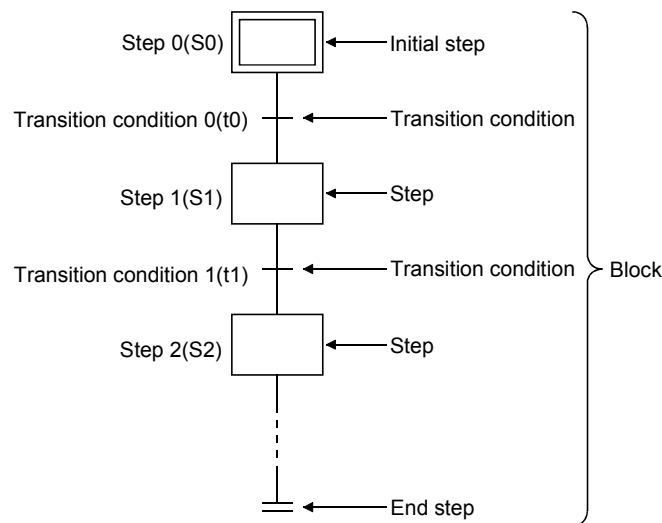 Step 0(S0) Initial step
Transition condition 0(t0) Transition condition
Step 1(S1) Step
Transition condition 1(t1) Transition condition
Block
Step 2(S2) Step
End step